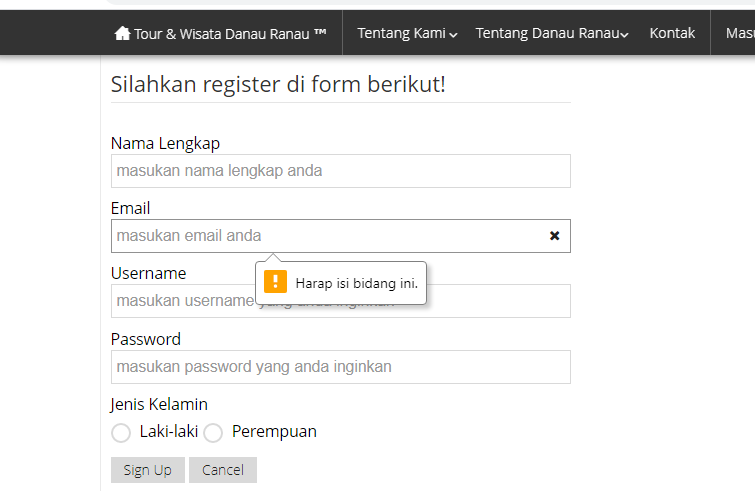 Tour & Wisata Danau Ranau ™ Tentang Kami Tentang Danau Ranau Kontak Mas
Silahkan register di form berikut!
Nama Lengkap
masukan nama lengkap anda
Email
masukan email anda
Harap isi bidang ini.
Username
masukan username yang anda inginkan
Password
masukan password yang anda inginkan
Jenis Kelamin
Laki-laki Perempuan
Sign Up Cancel